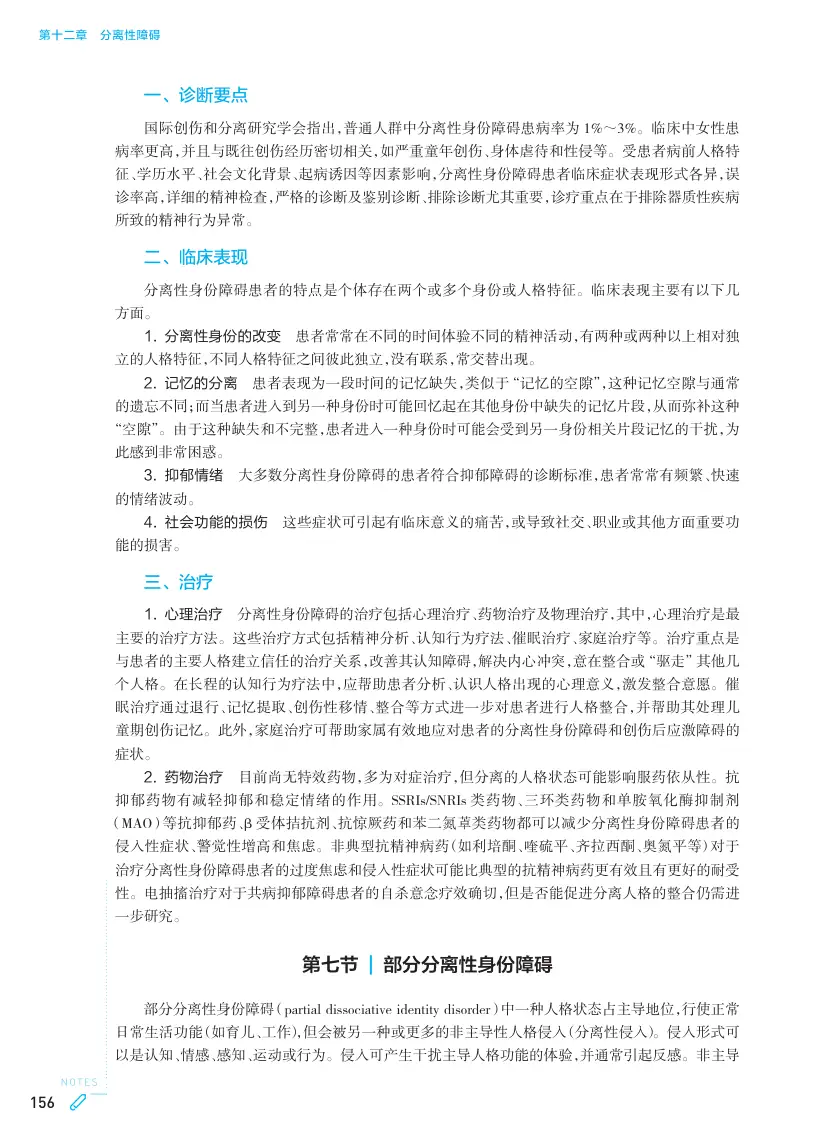 第十二章 分离性障碍
一、诊断要点
国际创伤和分离研究学会指出,普通人群中分离性身份障碍患病率为 1%～3%。临床中女性患
病率更高,并且与既往创伤经历密切相关,如严重童年创伤、身体虐待和性侵等。受患者病前人格特
征、学历水平、社会文化背景、起病诱因等因素影响,分离性身份障碍患者临床症状表现形式各异,误
诊率高,详细的精神检查,严格的诊断及鉴别诊断、排除诊断尤其重要,诊疗重点在于排除器质性疾病
所致的精神行为异常。
二、临床表现
分离性身份障碍患者的特点是个体存在两个或多个身份或人格特征。临床表现主要有以下几
方面。
1. 分离性身份的改变 患者常常在不同的时间体验不同的精神活动,有两种或两种以上相对独
立的人格特征,不同人格特征之间彼此独立,没有联系,常交替出现。
2. 记忆的分离 患者表现为一段时间的记忆缺失,类似于“记忆的空隙”,这种记忆空隙与通常
的遗忘不同;而当患者进入到另一种身份时可能回忆起在其他身份中缺失的记忆片段,从而弥补这种
“空隙”。由于这种缺失和不完整,患者进入一种身份时可能会受到另一身份相关片段记忆的干扰,为
此感到非常困惑。
3. 抑郁情绪 大多数分离性身份障碍的患者符合抑郁障碍的诊断标准,患者常常有频繁、快速
的情绪波动。
4. 社会功能的损伤 这些症状可引起有临床意义的痛苦,或导致社交、职业或其他方面重要功
能的损害。
三、治疗
1. 心理治疗 分离性身份障碍的治疗包括心理治疗、药物治疗及物理治疗,其中,心理治疗是最
主要的治疗方法。这些治疗方式包括精神分析、认知行为疗法、催眠治疗、家庭治疗等。治疗重点是
与患者的主要人格建立信任的治疗关系,改善其认知障碍,解决内心冲突,意在整合或“驱走”其他几
个人格。在长程的认知行为疗法中,应帮助患者分析、认识人格出现的心理意义,激发整合意愿。催
眠治疗通过退行、记忆提取、创伤性移情、整合等方式进一步对患者进行人格整合,并帮助其处理儿
童期创伤记忆。此外,家庭治疗可帮助家属有效地应对患者的分离性身份障碍和创伤后应激障碍的
症状。
2. 药物治疗 目前尚无特效药物,多为对症治疗,但分离的人格状态可能影响服药依从性。抗
抑郁药物有减轻抑郁和稳定情绪的作用。SSRIs/SNRIs 类药物、三环类药物和单胺氧化酶抑制剂
(MAO)等抗抑郁药、β 受体拮抗剂、抗惊厥药和苯二氮䓬类药物都可以减少分离性身份障碍患者的
侵入性症状、警觉性增高和焦虑。非典型抗精神病药(如利培酮、喹硫平、齐拉西酮、奥氮平等)对于
治疗分离性身份障碍患者的过度焦虑和侵入性症状可能比典型的抗精神病药更有效且有更好的耐受
性。电抽搐治疗对于共病抑郁障碍患者的自杀意念疗效确切,但是否能促进分离人格的整合仍需进
一步研究。
第七节 | 部分分离性身份障碍
部分分离性身份障碍(partial dissociative identity disorder)中一种人格状态占主导地位,行使正常
日常生活功能(如育儿、工作),但会被另一种或更多的非主导性人格侵入(分离性侵入)。侵入形式可
以是认知、情感、感知、运动或行为。侵入可产生干扰主导人格功能的体验,并通常引起反感。非主导
NOTES
156